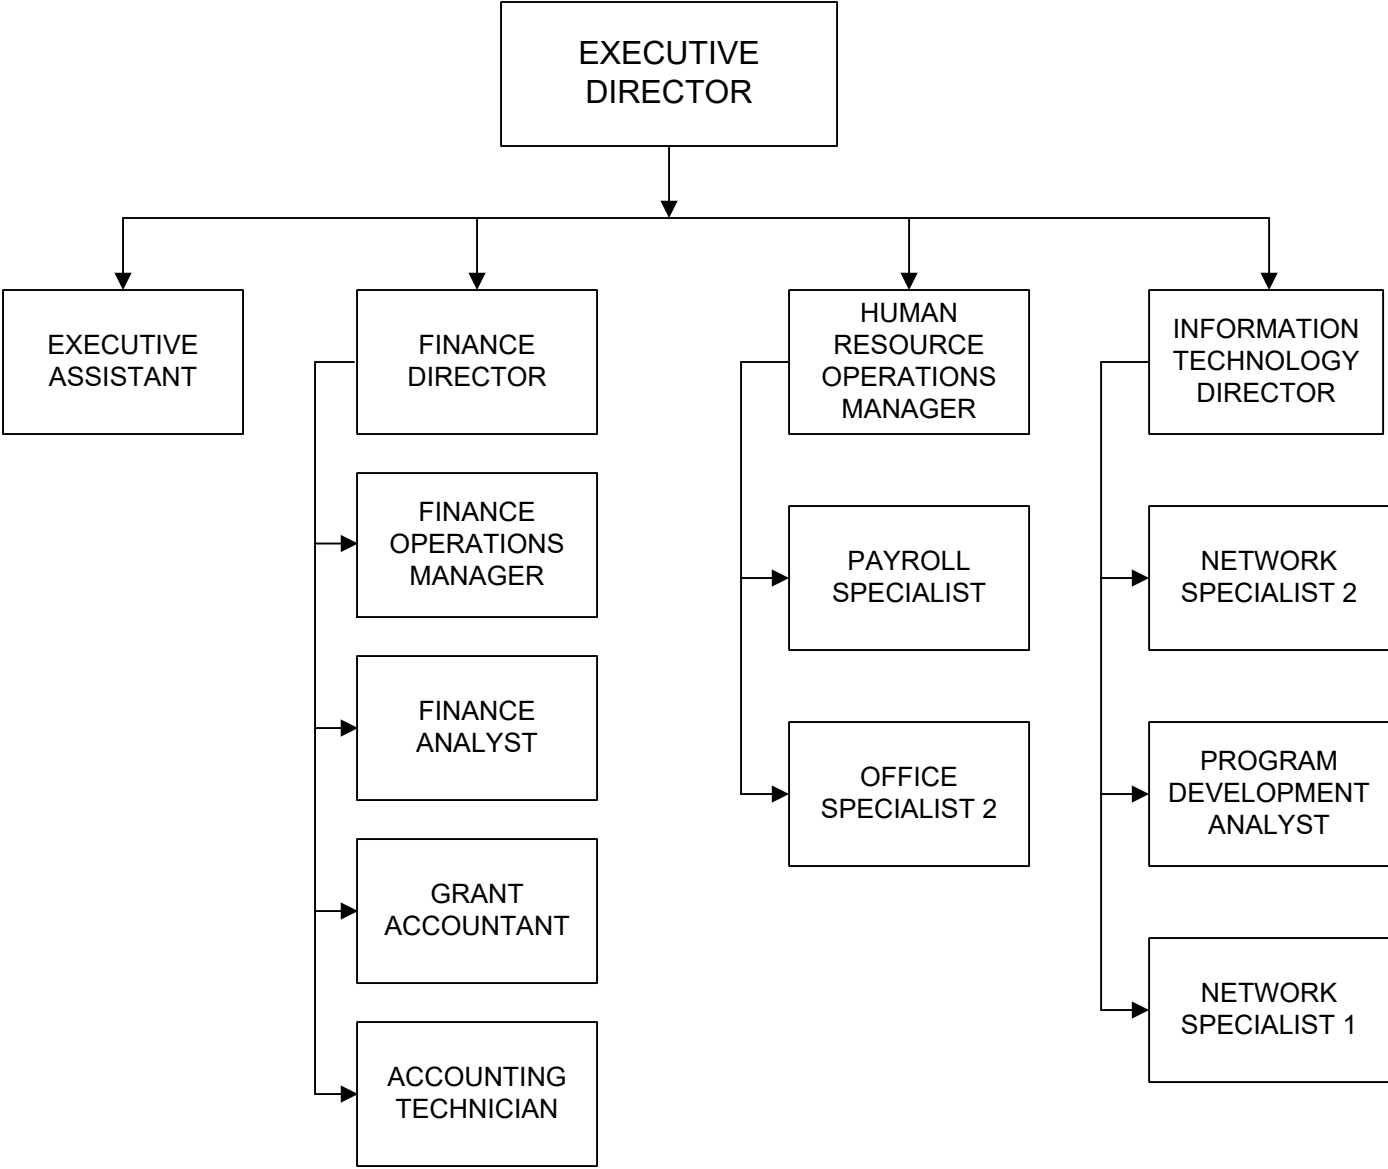 EXECUTIVE
DIRECTOR
EXECUTIVE
ASSISTANT
FINANCE
DIRECTOR
HUMAN
RESOURCE
OPERATIONS
MANAGER
INFORMATION
TECHNOLOGY
DIRECTOR
FINANCE
OPERATIONS
MANAGER
FINANCE
ANALYST
GRANT
ACCOUNTANT
ACCOUNTING
TECHNICIAN
PAYROLL
SPECIALIST
OFFICE
SPECIALIST 2
NETWORK
SPECIALIST 2
PROGRAM
DEVELOPMENT
ANALYST
NETWORK
SPECIALIST 1